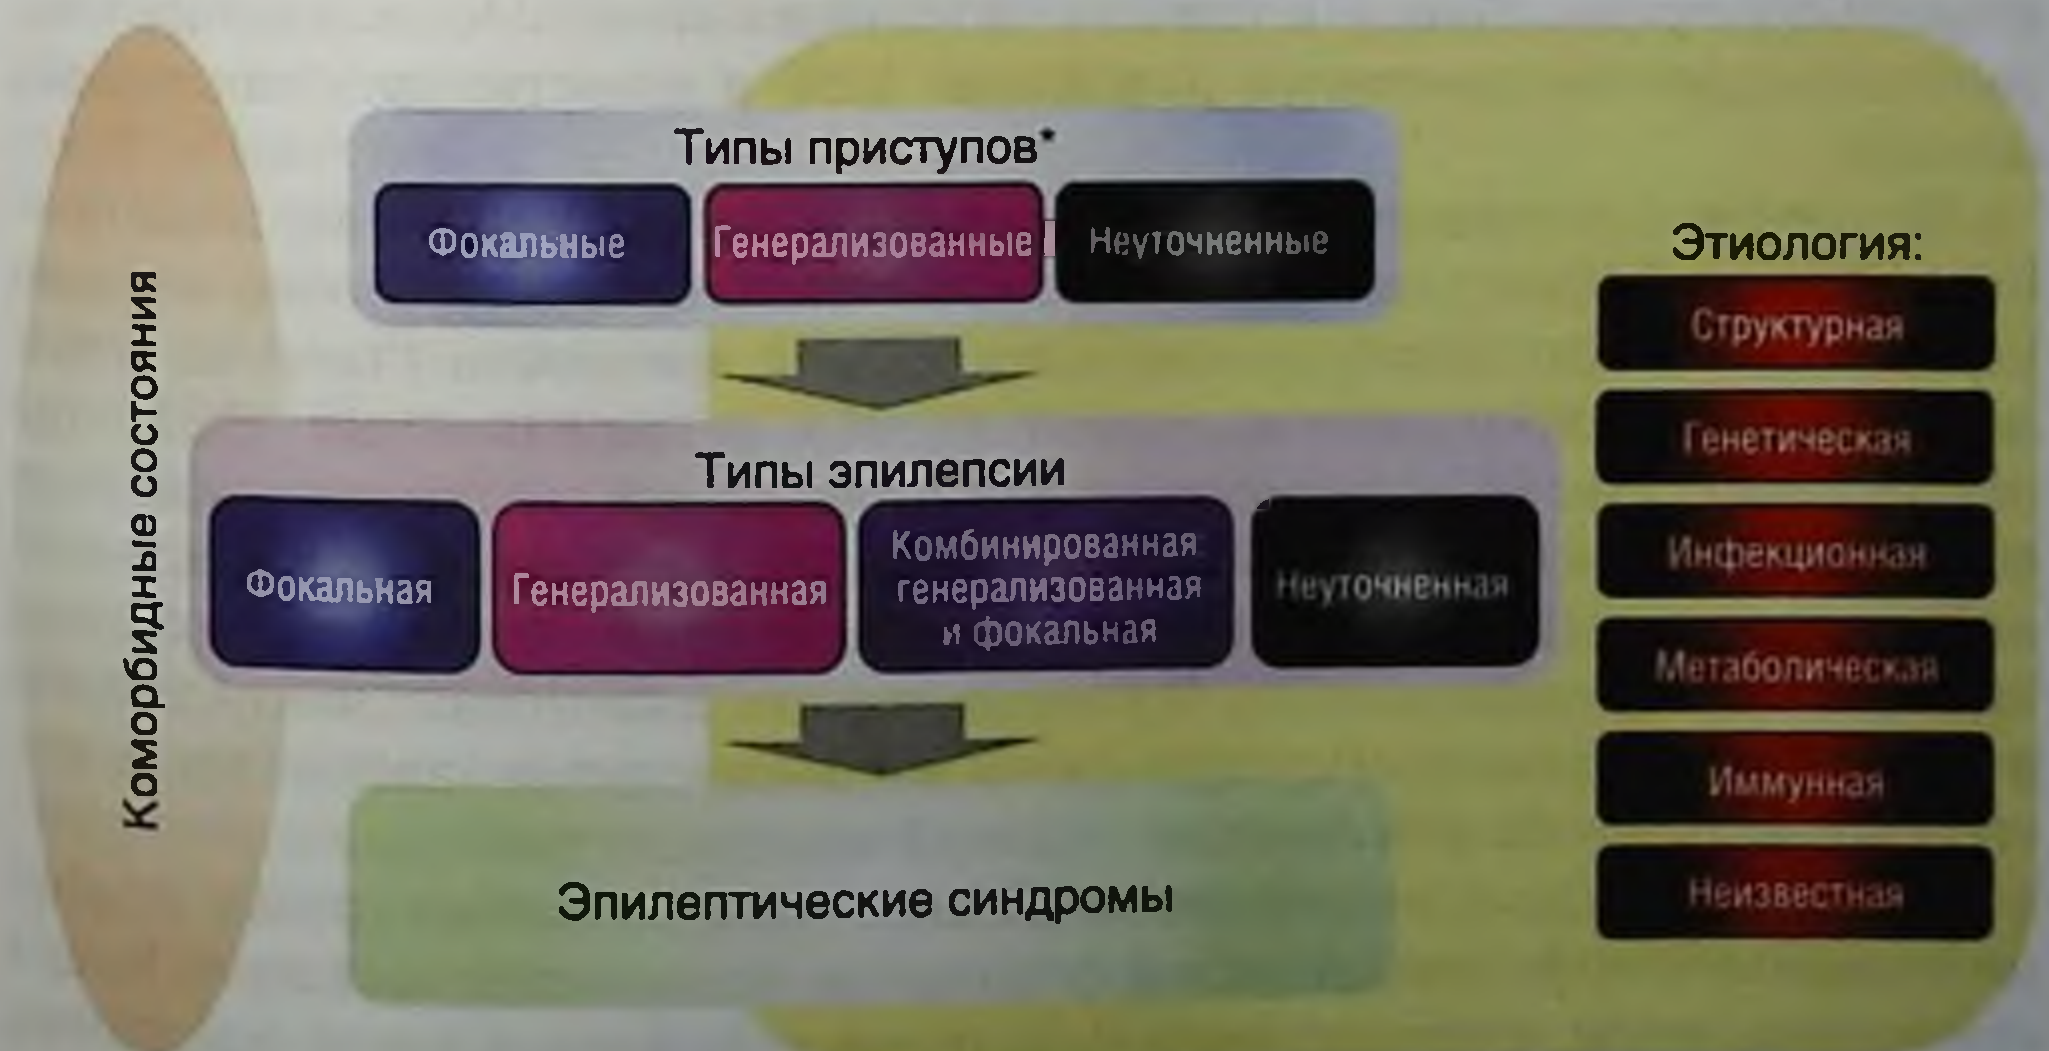 Коморбидные состояния
Типы приступов*
Фокальные
Генерализованные
Неуточненные
Типы эпилепсии
Фокальная
Генерализованная
Комбинированная
генерализованная
и фокальная
Неуточненная
Эпилептические синдромы
Этиология:
Структурная
Генетическая
Инфекционная
Метаболическая
Иммунная
Неизвестная